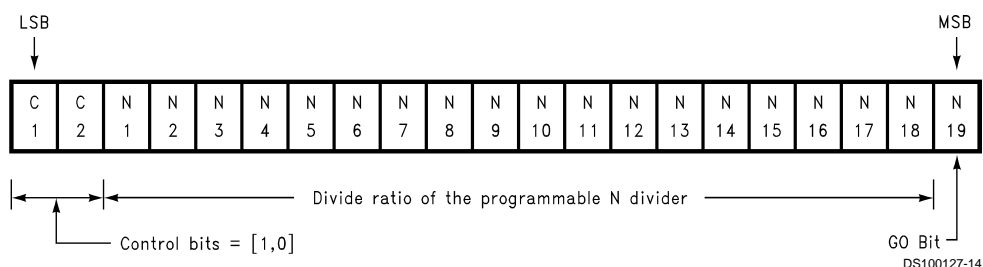 LSB MSB
C C N N N N N N N N N N N N N N N N N N N
1 2 1 2 3 4 5 6 7 8 9 10 11 12 13 14 15 16 17 18 19
Divide ratio of the programmable N divider
Control bits = [1,0] GO Bit
DS100127-14